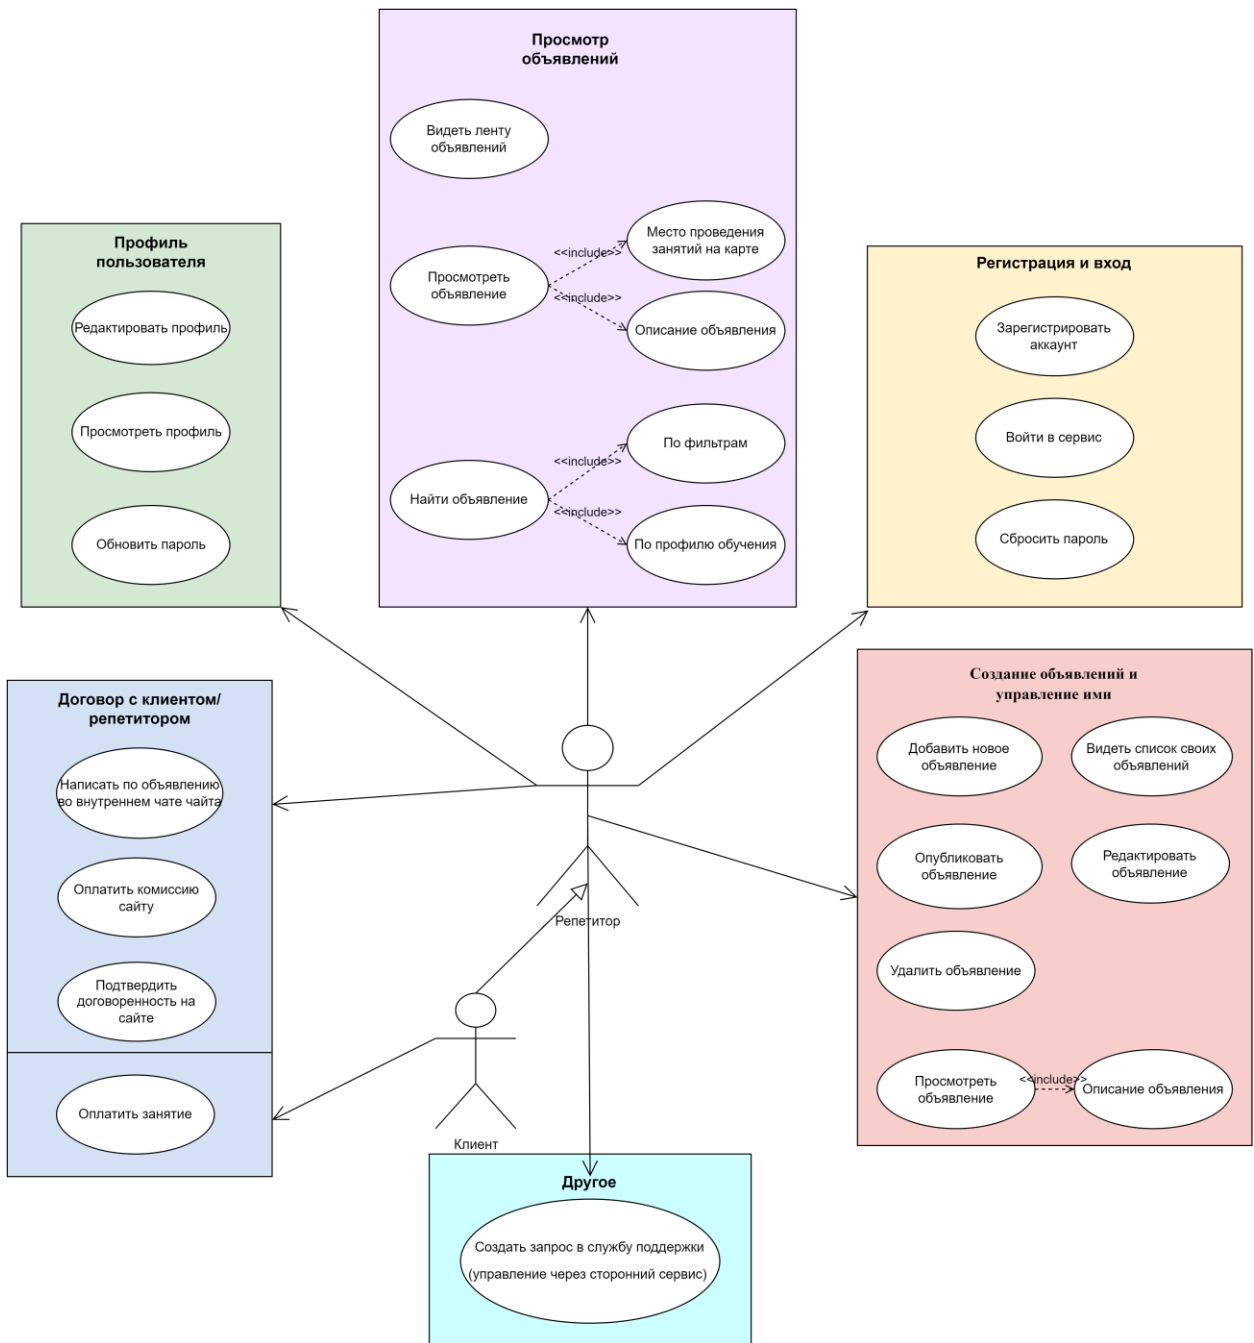 Просмотр
объявлений
Видеть ленту
объявлений
Просмотреть
объявление
<<include>>
Место проведения
занятий на карте
<<include>>
Описание объявления
Найти объявление
<<include>>
По фильтрам
<<include>>
По профилю обучения
Профиль
пользователя
Редактировать профиль
Просмотреть профиль
Обновить пароль
Регистрация и вход
Зарегистрировать
аккаунт
Войти в сервис
Сбросить пароль
Договор с клиентом/
репетитором
Написать по объявлению
во внутреннем чате чайта
Оплатить комиссию
сайту
Подтвердить
договоренность на
сайте
Оплатить занятие
Репетитор
Клиент
Создание объявлений и
управление ими
Добавить новое
объявление
Видеть список своих
объявлений
Опубликовать
объявление
Редактировать
объявление
Удалить объявление
Просмотреть
объявление
<<include>>
Описание объявления
Другое
Создать запрос в службу поддержки
(управление через сторонний сервис)